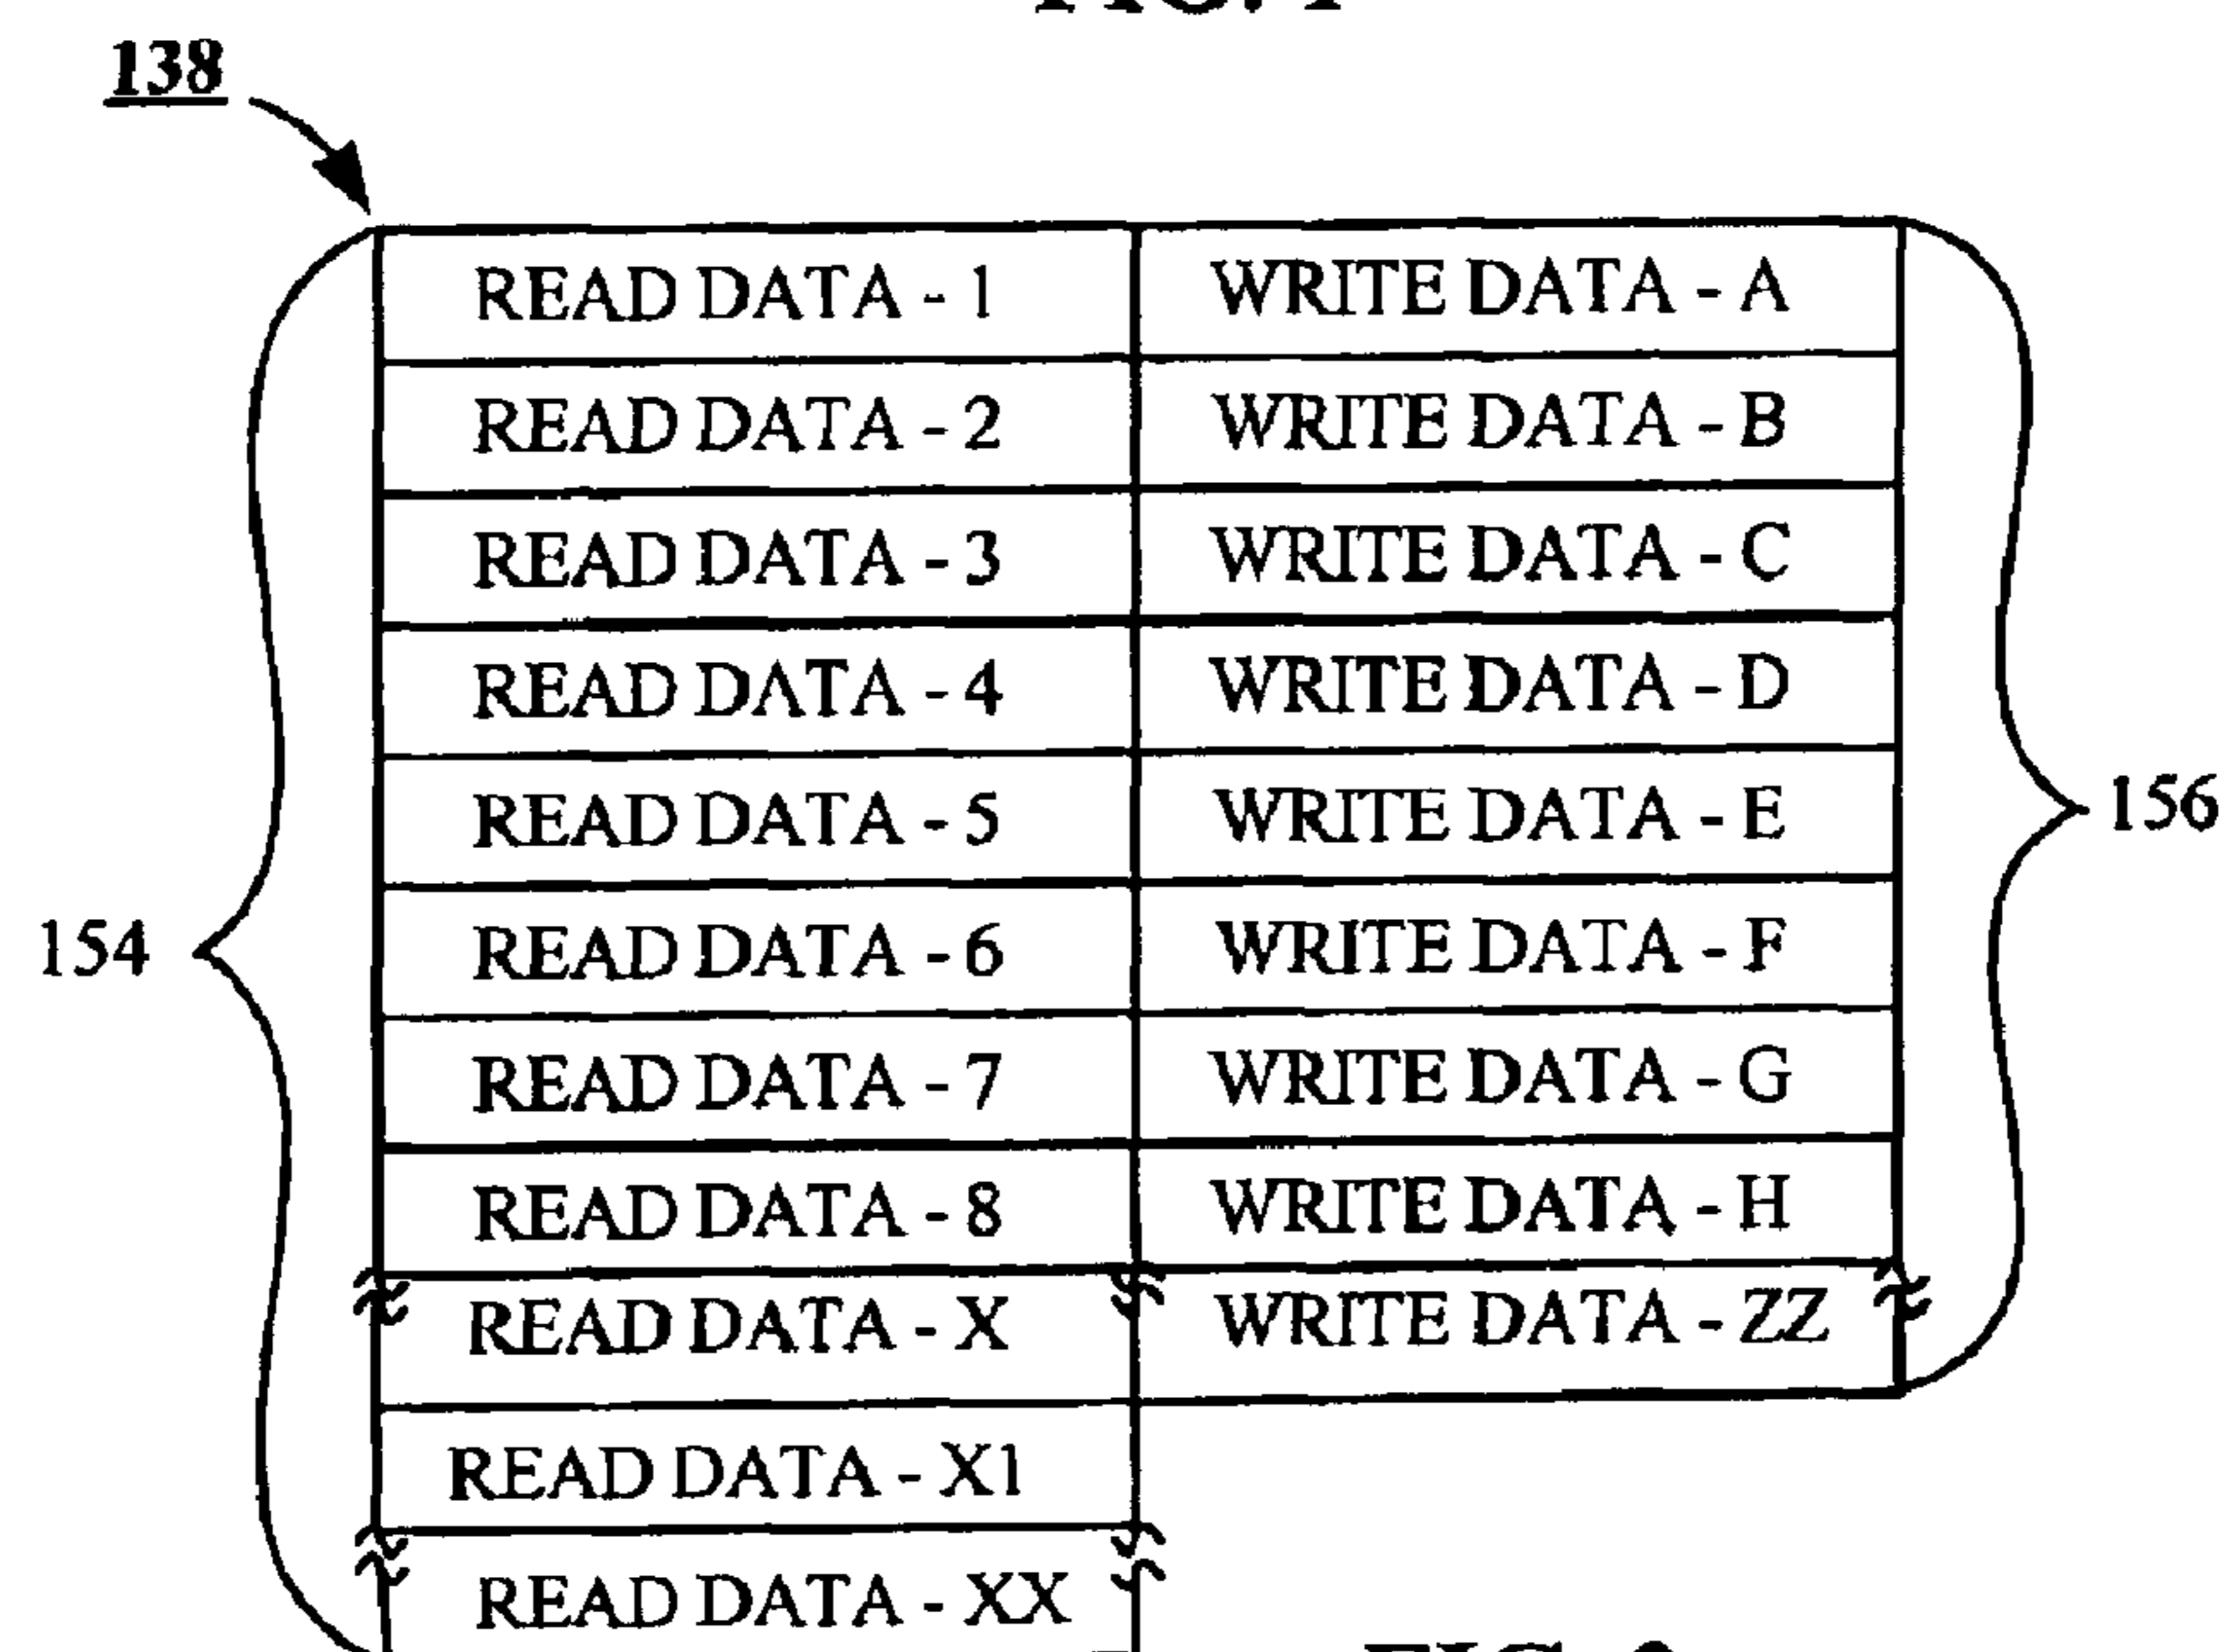 138
READ DATA - 1 WRITE DATA - A
READ DATA - 2 WRITE DATA - B
READ DATA - 3 WRITE DATA - C
READ DATA - 4 WRITE DATA - D
READ DATA - 5 WRITE DATA - E
156
READ DATA - 6 WRITE DATA - F
154
READ DATA - 7 WRITE DATA - G
READ DATA - 8 WRITE DATA - H
READ DATA - X WRITE DATA - ZZ
READ DATA - X1
READ DATA - XX